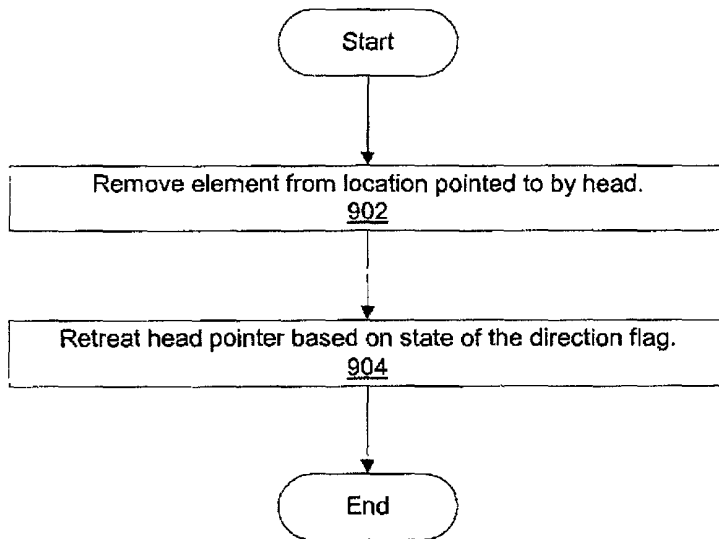 Start
Remove element from location pointed to by head.
902
Retreat head pointer based on state of the direction flag.
904
End